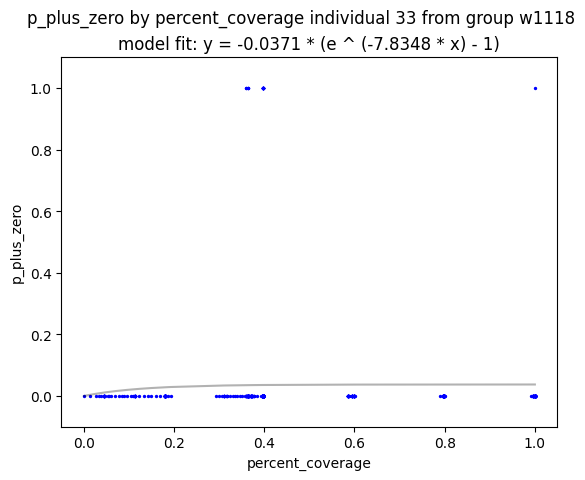 p_plus_zero by percent_coverage individual 33 from group w1118
model fit: y = -0.0371 * (e ^ (-7.8348 * x) - 1)
1.0
0.8
0.6
0.4
0.2
0.0
p_plus_zero
0.0 0.2 0.4 0.6 0.8 1.0
percent_coverage